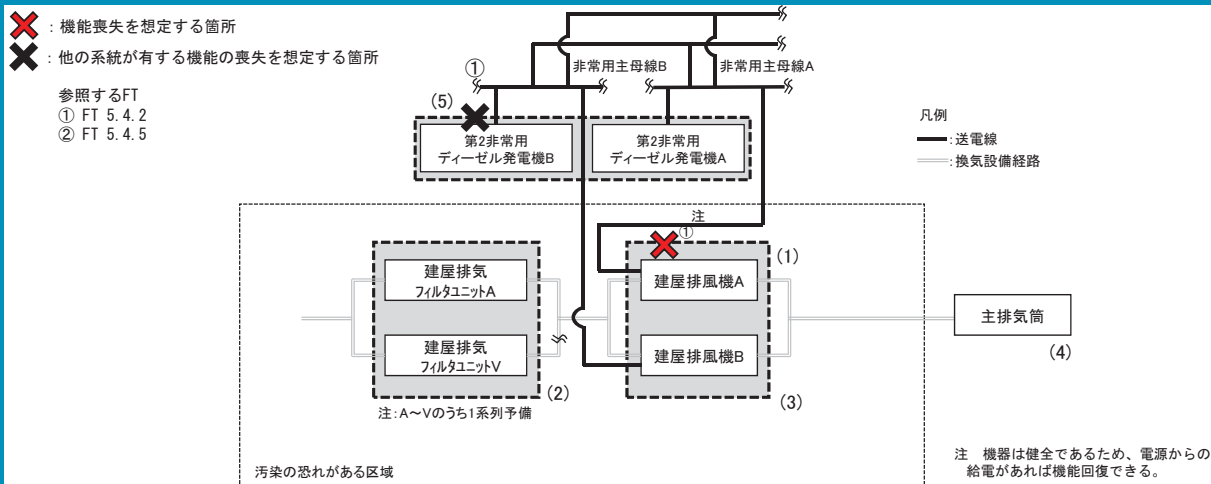 ：機能喪失を想定する箇所
：他の系統が有する機能の喪失を想定する箇所
参照するFT
① FT 5.4.2
② FT 5.4.5
①
非常用主母線B
非常用主母線A
(5)
第2非常用
ディーゼル発電機B
第2非常用
ディーゼル発電機A
凡例
：送電線
：換気設備経路
注
①
(1)
建屋排気
フィルタユニットA
建屋排風機A
主排気筒
(4)
建屋排気
フィルタユニットV
建屋排風機B
(2)
(3)
注：A～Vのうち1系列予備
汚染の恐れがある区域
注　機器は健全であるため、電源からの
給電があれば機能回復できる。